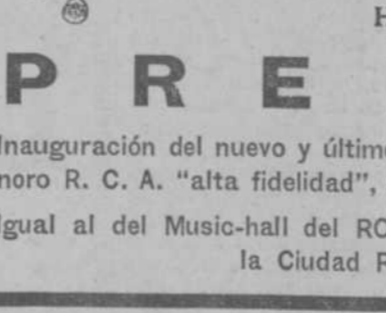 H
P R E
Inauguración del nuevo y últim
noro R. C. A. “alta fidelidad”,
Igual al del Music-hall del RO
la Ciudad R